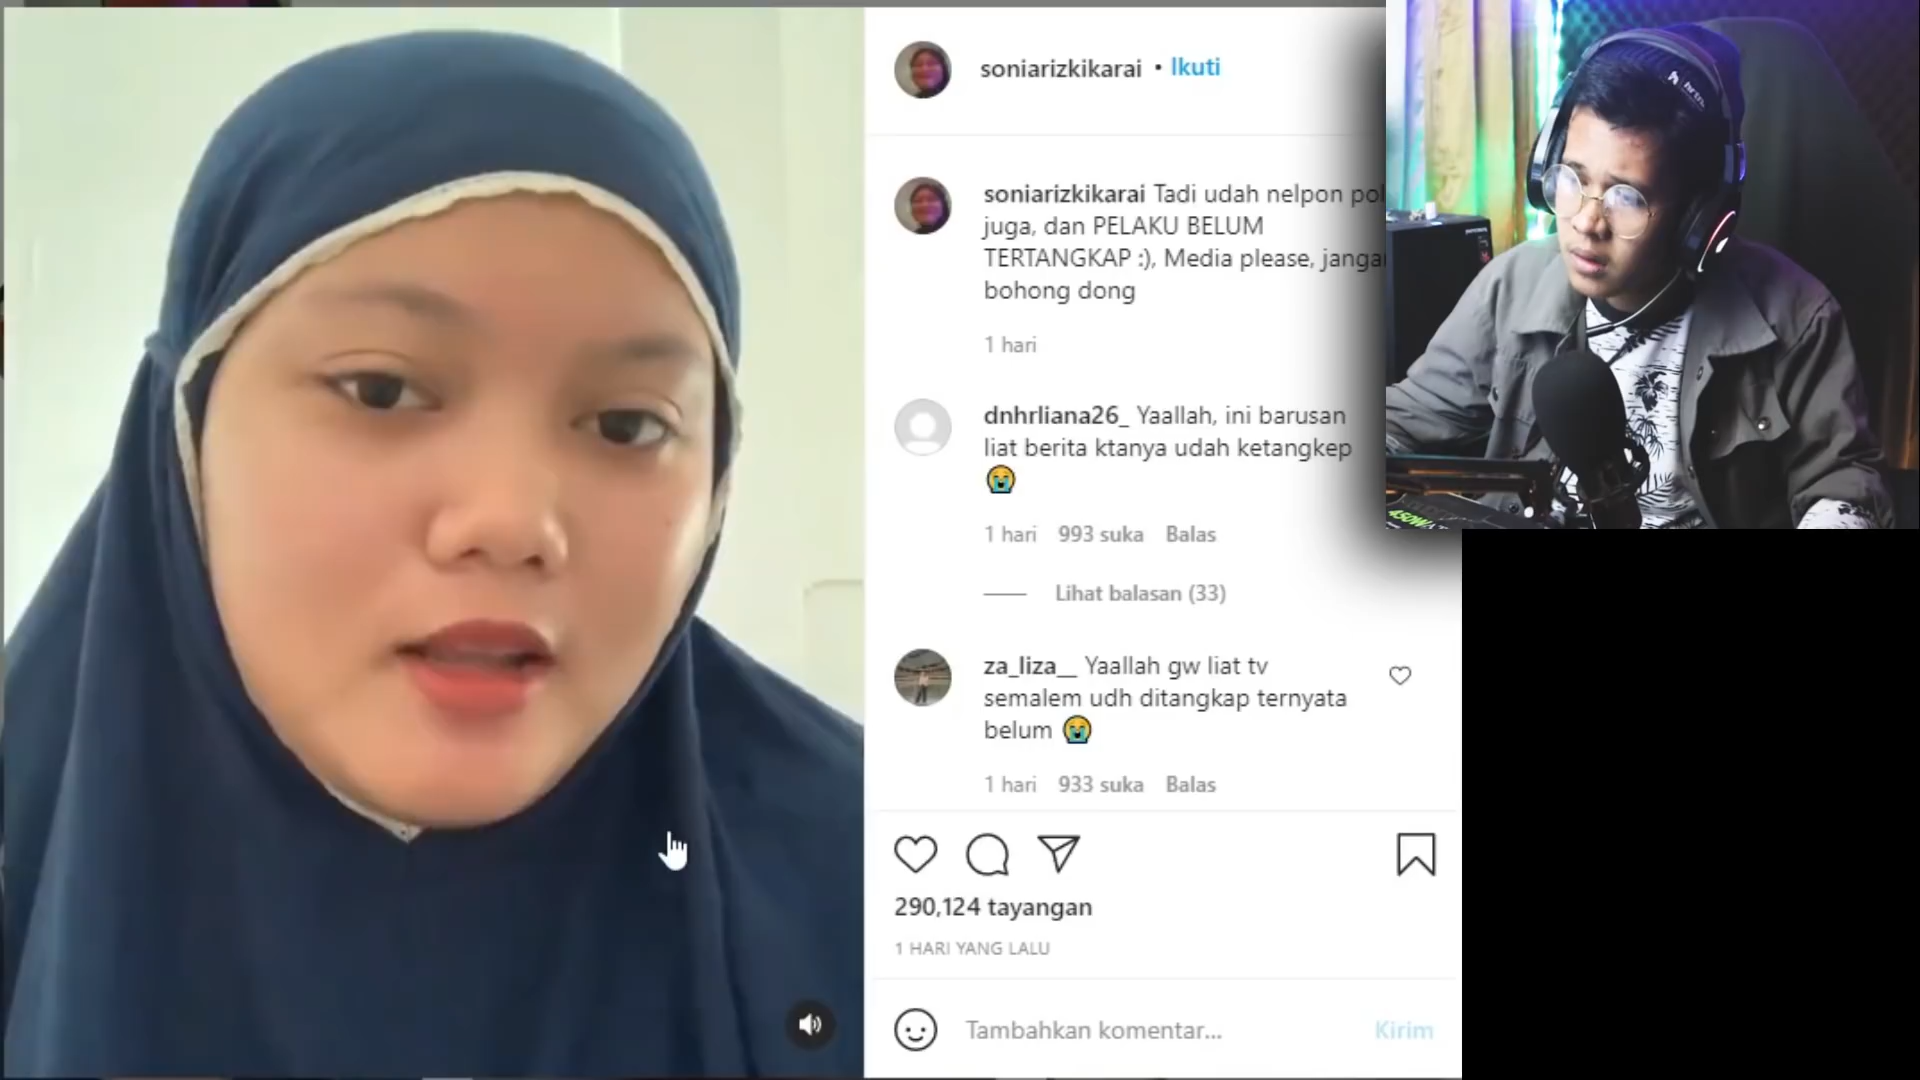 soniarizkikarai • Ikuti
soniarizkikarai Tadi udah nelpon
juga, dan PELAKU BELUM
TERTANGKAP :), Media please,
bohong dong
1 hari
dnhrliana26_ Yaallah, ini barusan
liat berita ktanya udah ketangkep
😭
1 hari 993 suka Balas
Lihat balasan (33)
za_liza__ Yaallah gw liat tv
semalem udh ditangkap ternyata
belum 😭
1 hari 933 suka Balas
290,124 tayangan
1 HARI YANG LALU
Tambahkan komentar... Kirim
450W